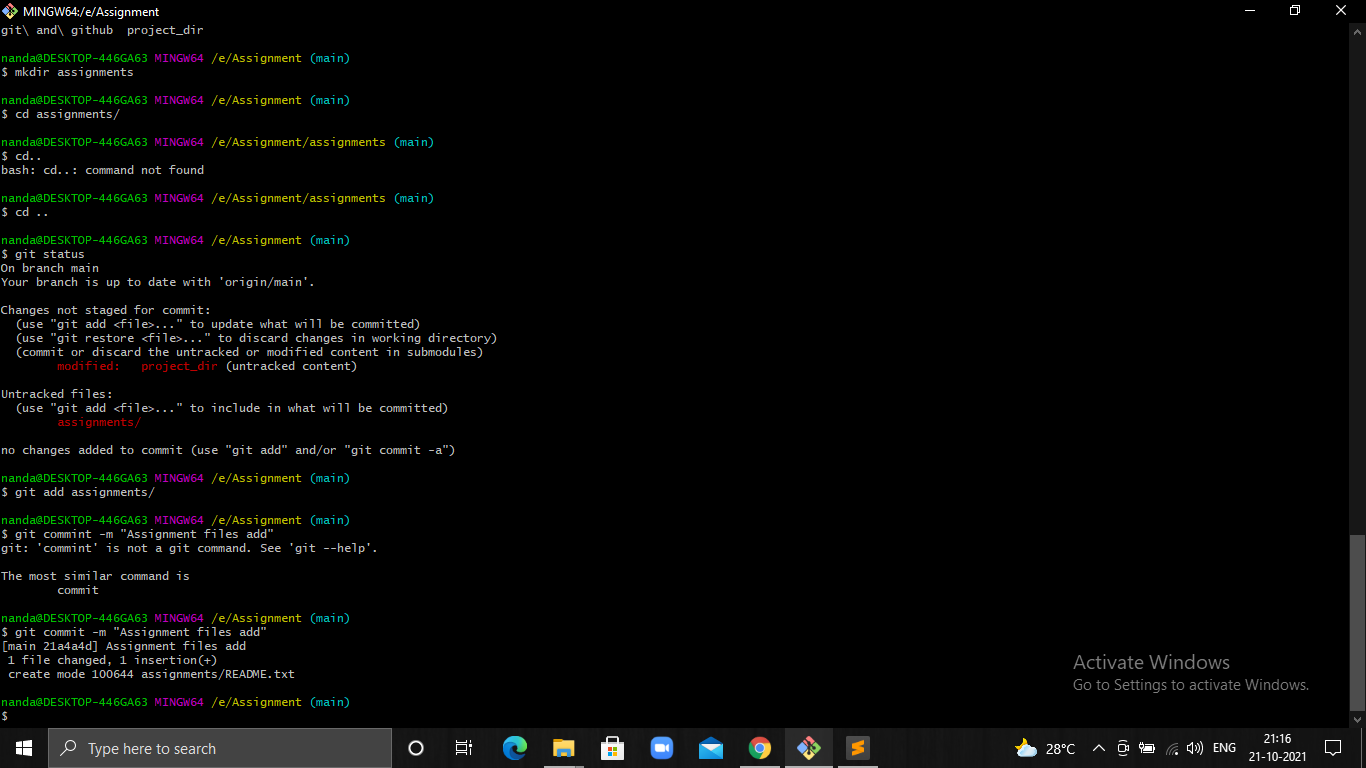 MINGW64:/e/Assignment
git\ and\ github  project_dir
nanda@DESKTOP-446GA63 MINGW64 /e/Assignment (main)
$ mkdir assignments
nanda@DESKTOP-446GA63 MINGW64 /e/Assignment (main)
$ cd assignments/
nanda@DESKTOP-446GA63 MINGW64 /e/Assignment/assignments (main)
$ cd..
bash: cd..: command not found
nanda@DESKTOP-446GA63 MINGW64 /e/Assignment/assignments (main)
$ cd ..
nanda@DESKTOP-446GA63 MINGW64 /e/Assignment (main)
$ git status
On branch main
Your branch is up to date with 'origin/main'.
Changes not staged for commit:
  (use "git add <file>..." to update what will be committed)
  (use "git restore <file>..." to discard changes in working directory)
  (commit or discard the untracked or modified content in submodules)
        modified:   project_dir (untracked content)
Untracked files:
  (use "git add <file>..." to include in what will be committed)
        assignments/
no changes added to commit (use "git add" and/or "git commit -a")
nanda@DESKTOP-446GA63 MINGW64 /e/Assignment (main)
$ git add assignments/
nanda@DESKTOP-446GA63 MINGW64 /e/Assignment (main)
$ git commint -m "Assignment files add"
git: 'commint' is not a git command. See 'git --help'.
The most similar command is
        commit
nanda@DESKTOP-446GA63 MINGW64 /e/Assignment (main)
$ git commit -m "Assignment files add"
[main 21a4a4d] Assignment files add
 1 file changed, 1 insertion(+)
 create mode 100644 assignments/README.txt
nanda@DESKTOP-446GA63 MINGW64 /e/Assignment (main)
$
Activate Windows
Go to Settings to activate Windows.
Type here to search
28°C
ENG
21:16
21-10-2021